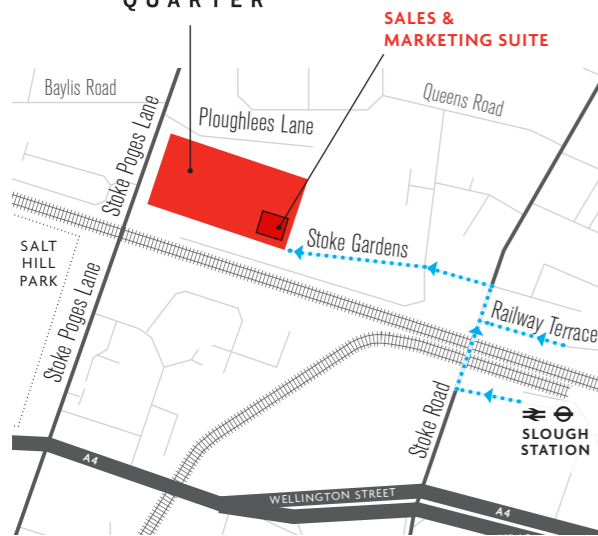 QUARTER
SALES &
MARKETING SUITE
Baylis Road
Queens Road
Ploughlees Lane
Stoke Poges Lane
Stoke Gardens
SALT
HILL
PARK
Railway Terrace
Stoke Poges Lane
Stoke Road
SLOUGH
STATION
A4
WELLINGTON STREET
A4